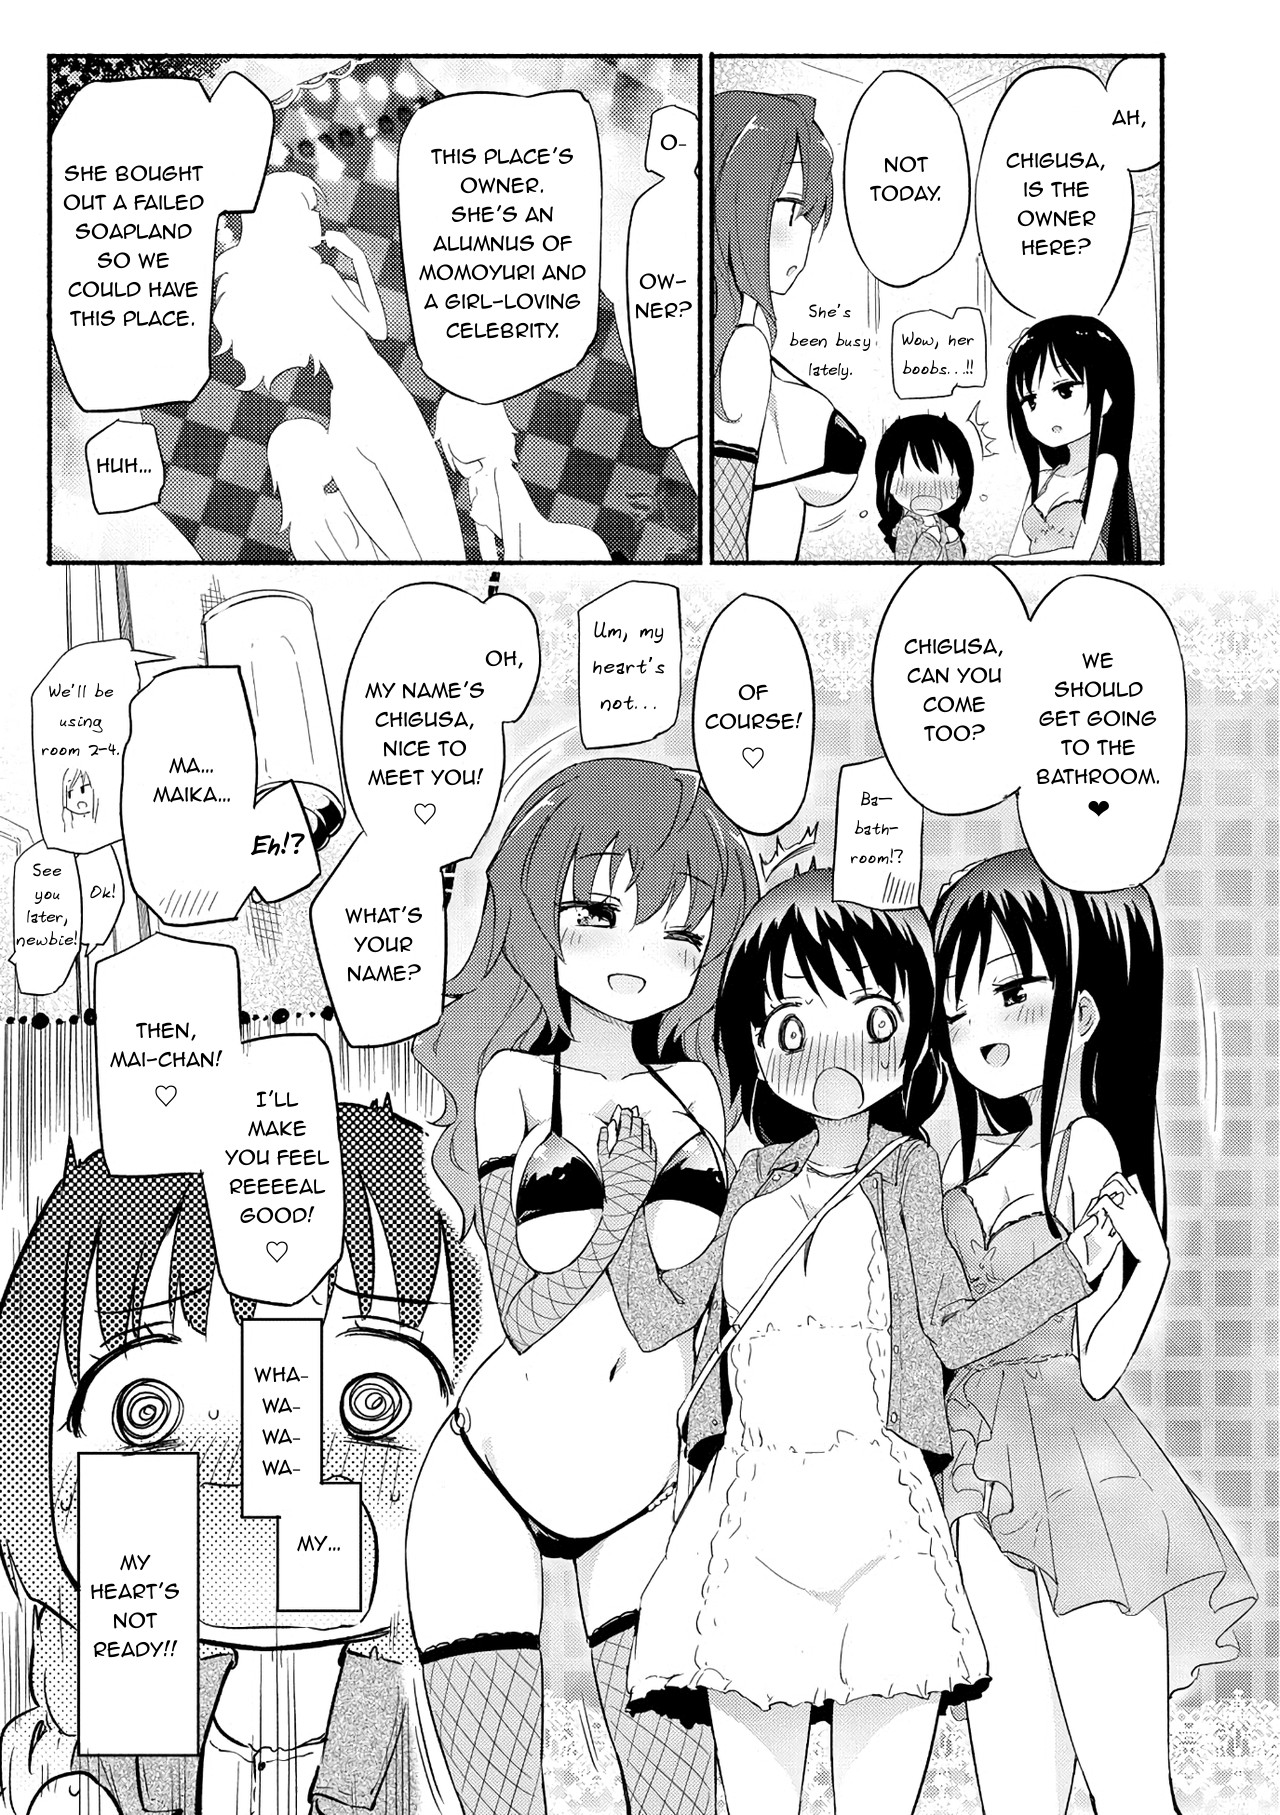 AH,
CHIGUSA,
IS THE
OWNER
HERE?
NOT
TODAY.
She's
been busy
lately.
Wow, her
boobs...!!
O-
OW-
NER?
THIS PLACE'S
OWNER.
SHE'S AN
ALUMNUS OF
MOMOYURI AND
A GIRL-LOVING
CELEBRITY.
SHE BOUGHT
OUT A FAILED
SOAPLAND
SO WE
COULD HAVE
THIS PLACE.
HUH...
WE
SHOULD
GET GOING
TO THE
BATHROOM.
❤
CHIGUSA,
CAN YOU
COME
TOO?
Ba-
bath-
room!?
OF
COURSE!
♡
Um, my
heart's
not...
OH,
MY NAME'S
CHIGUSA,
NICE TO
MEET YOU!
♡
WHAT'S
YOUR
NAME?
Eh!?
MA...
MAIKA...
We'll be
using
room 2-4.
Ok!
See
you
later,
newbie!
THEN,
MAI-CHAN!
♡
I'LL
MAKE
YOU FEEL
REEEEAL
GOOD!
♡
WHA-
WA-
WA-
WA-
MY...
MY
HEART'S
NOT
READY!!